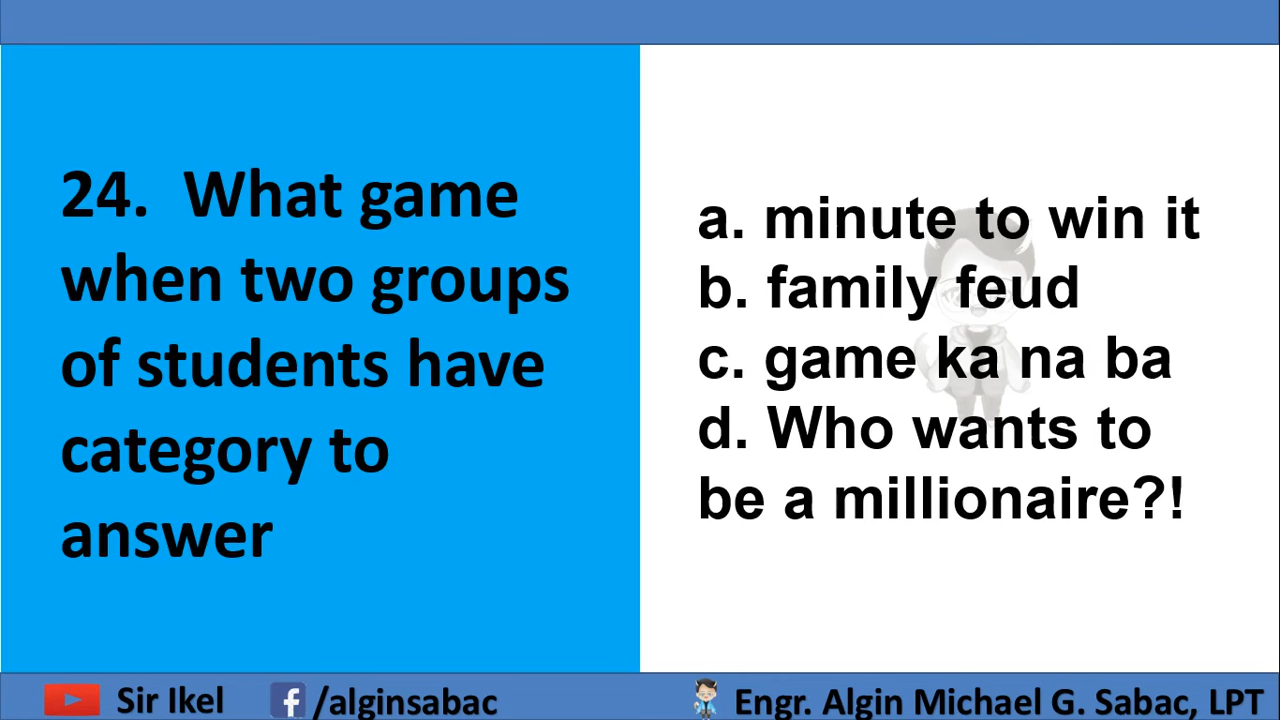 24.  What game
when two groups
of students have
category to
answer
a. minute to win it
b. family feud
c. game ka na ba
d. Who wants to
be a millionaire?!
Sir Ikel
/alginsabac
Engr. Algin Michael G. Sabac, LPT